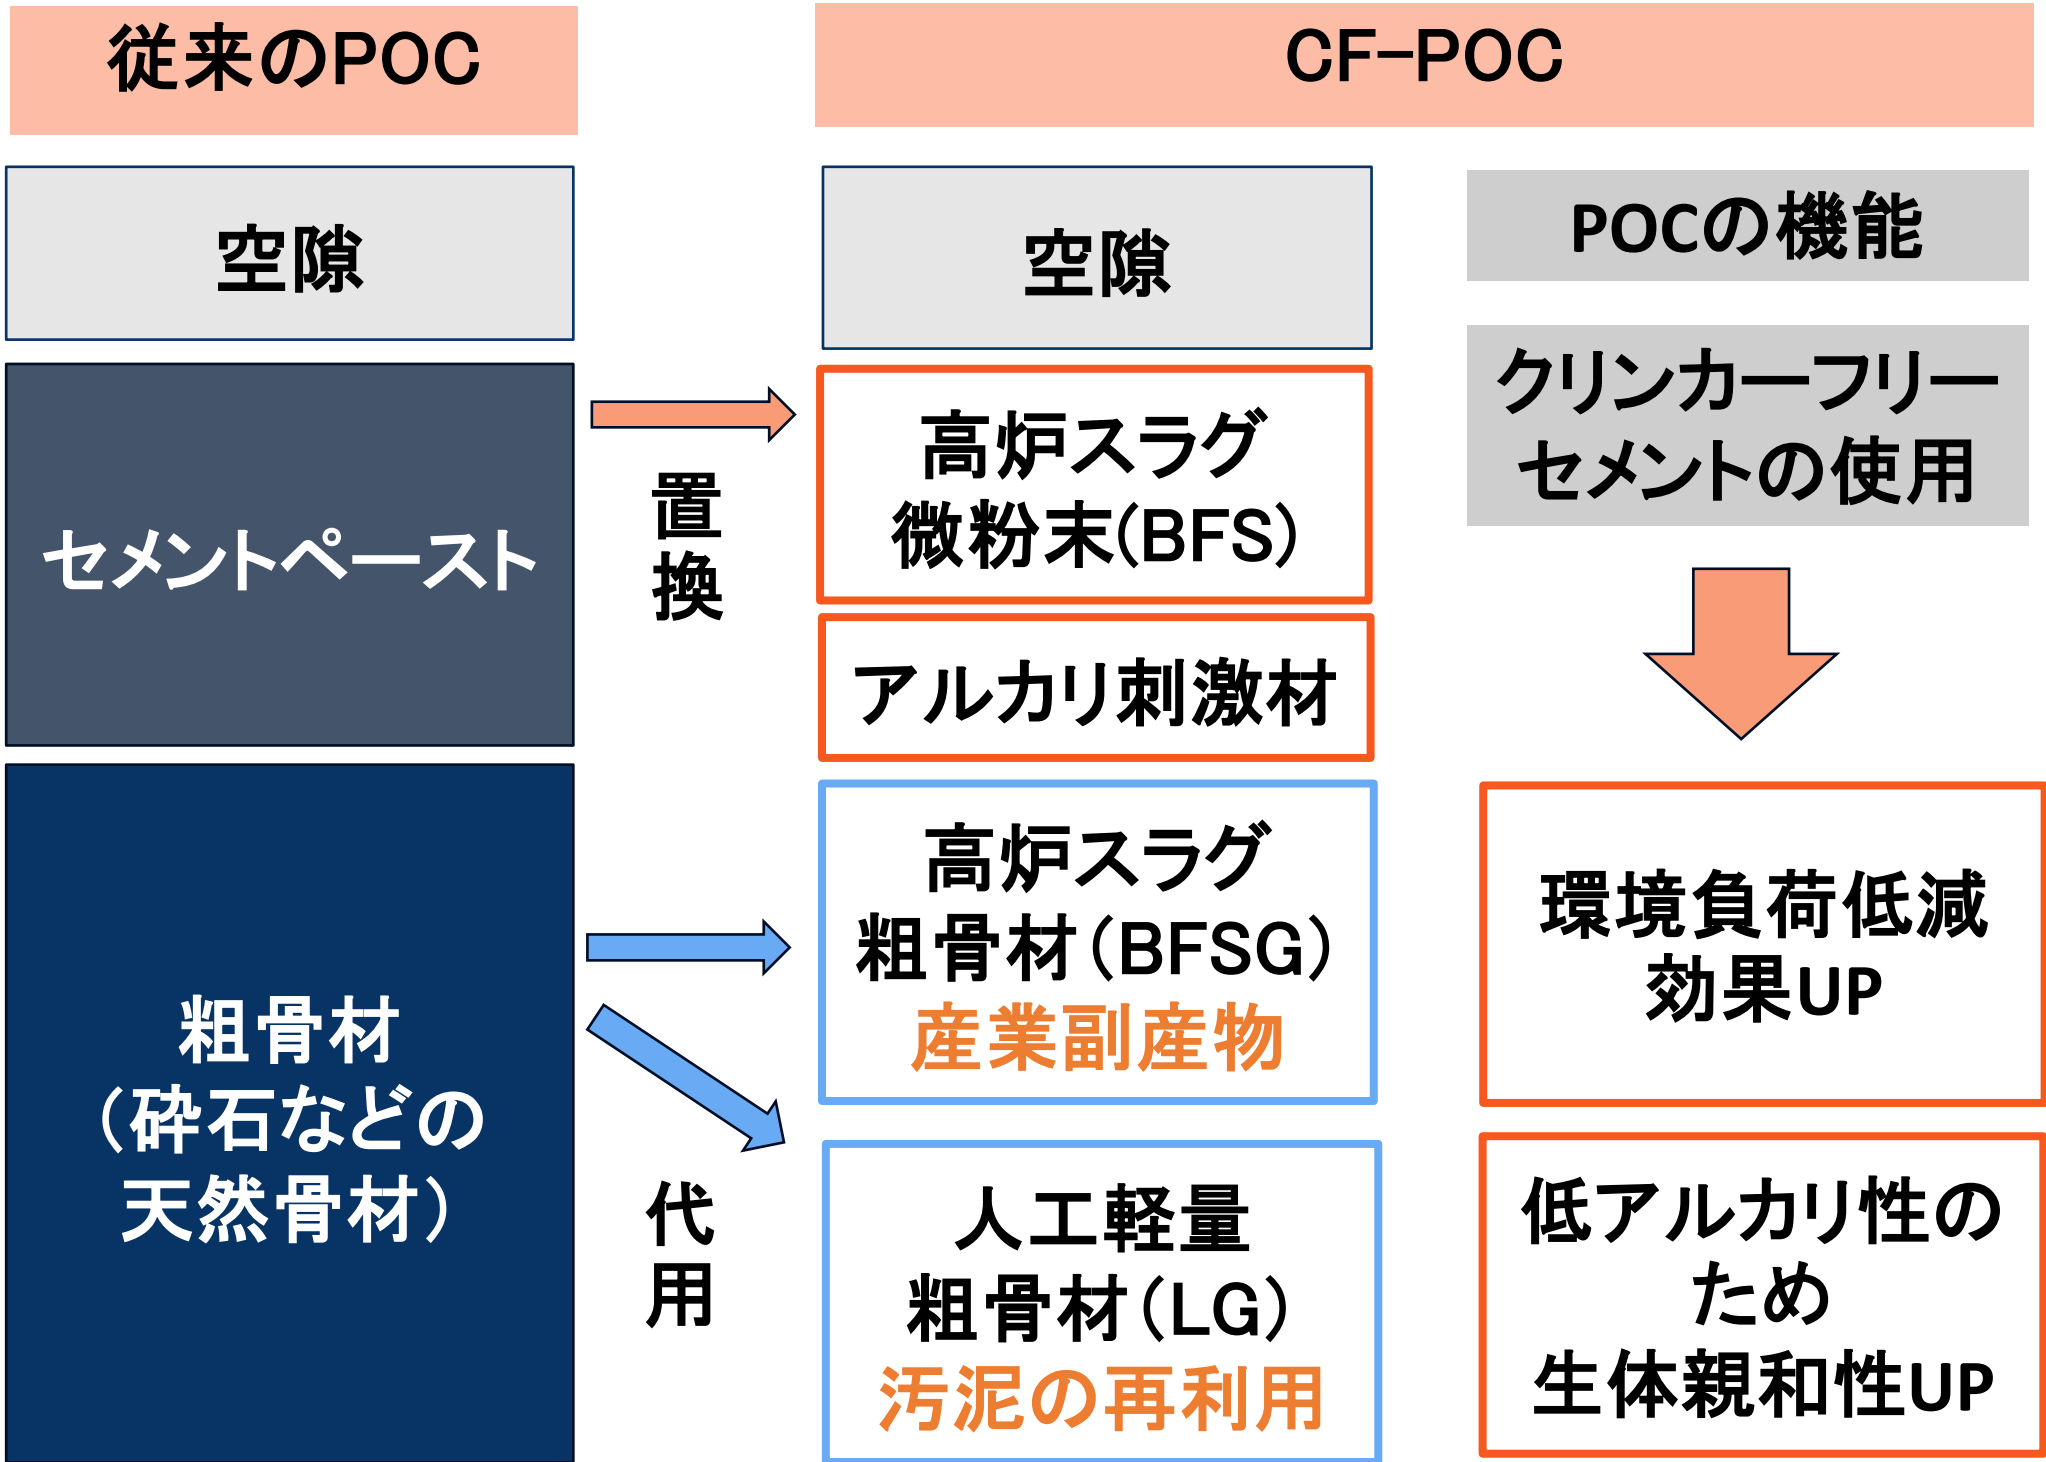 従来のPOC
CF-POC
空隙
セメントペースト
粗骨材
（砕石などの
天然骨材）
置
換
代
用
空隙
高炉スラグ
微粉末(BFS)
アルカリ刺激材
高炉スラグ
粗骨材（BFSG）
産業副産物
人工軽量
粗骨材（LG）
汚泥の再利用
POCの機能
クリンカーフリー
セメントの使用
環境負荷低減
効果UP
低アルカリ性の
ため
生体親和性UP